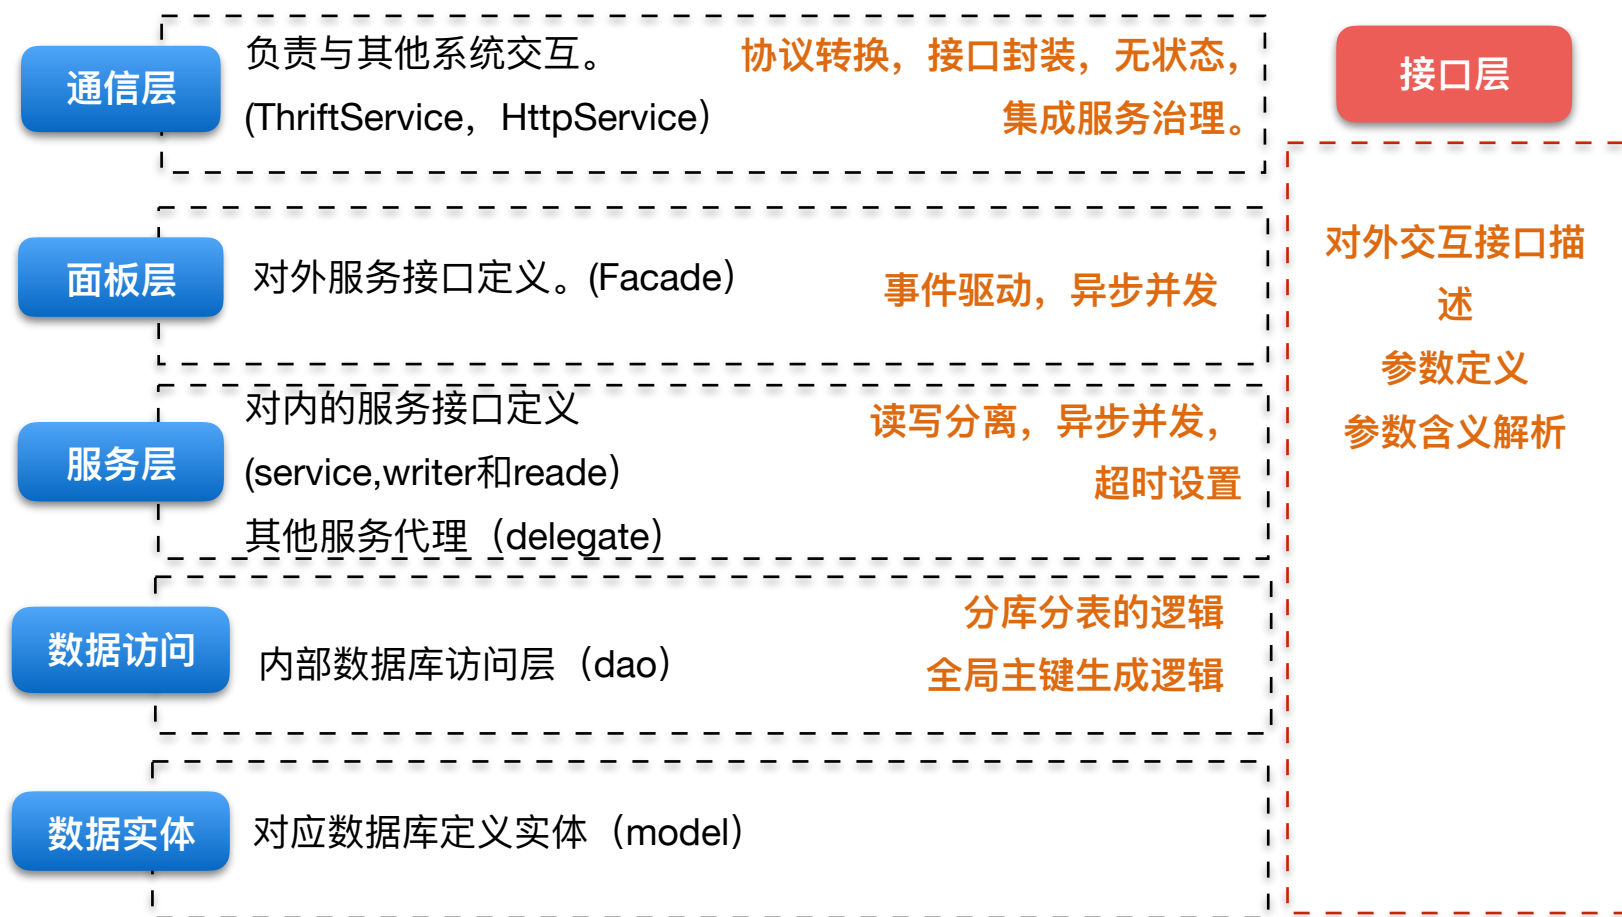 通信层
负责与其他系统交互。
(ThriftService，HttpService）
协议转换，接口封装，无状态，
集成服务治理。
面板层
对外服务接口定义。(Facade）
事件驱动，异步并发
服务层
对内的服务接口定义
(service,writer和reade）
其他服务代理（delegate）
读写分离，异步并发，
超时设置
数据访问
内部数据库访问层（dao）
分库分表的逻辑
全局主键生成逻辑
数据实体
对应数据库定义实体（model）
接口层
对外交互接口描
述
参数定义
参数含义解析